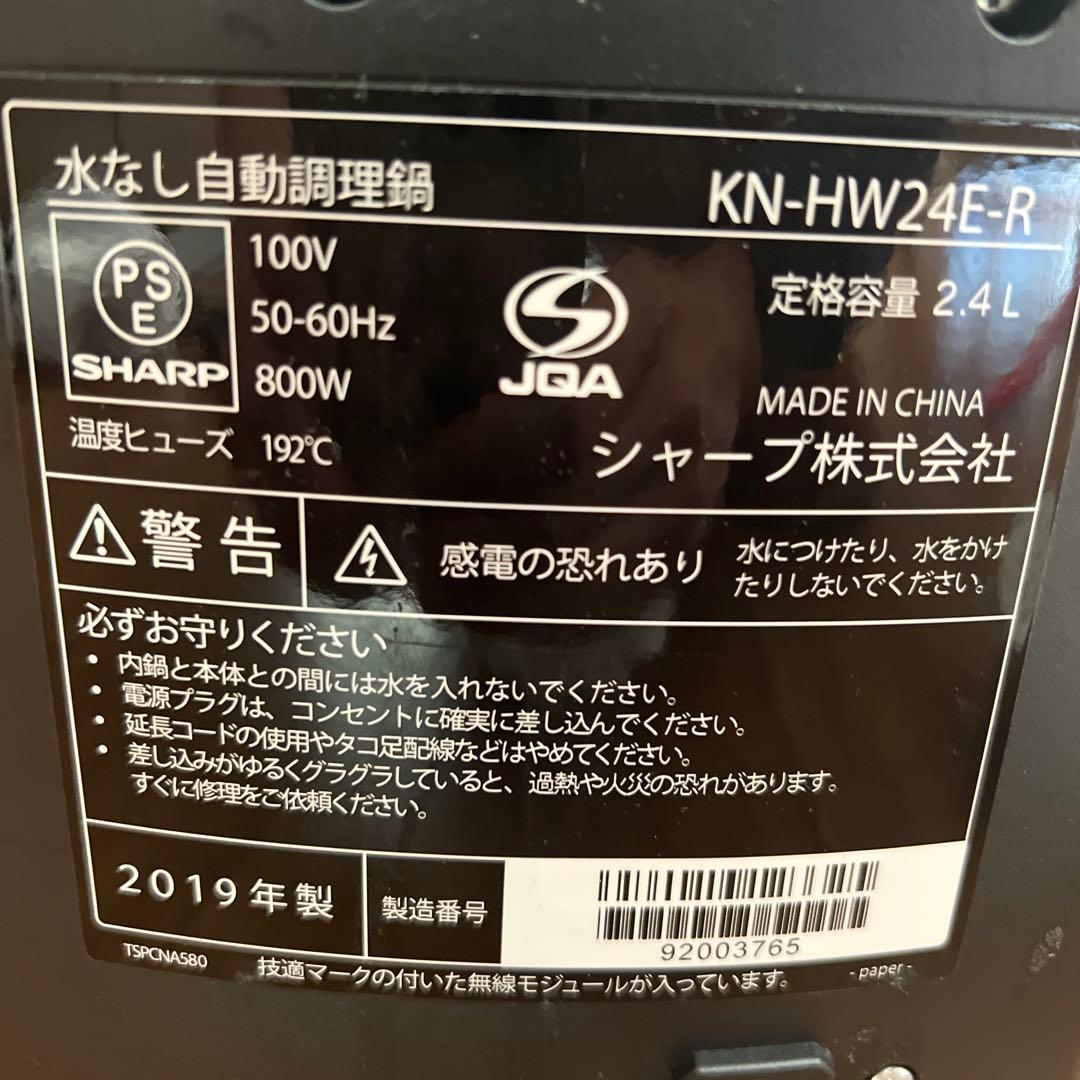 水なし自動調理鍋
KN-HW24E-R
PSE
SHARP
100V
50-60Hz
800W
JQA
定格容量 2.4L
MADE IN CHINA
温度ヒューズ 192℃
シャープ株式会社
警告
感電の恐れあり
水につけたり、水をかけ
たりしないでください。
必ずお守りください
・内鍋と本体との間には水を入れないでください。
・電源プラグは、コンセントに確実に差し込んでください。
・延長コードの使用やタコ足配線などはやめてください。
・差し込みがゆるくグラグラしていると、過熱や火災の恐れがあります。
すぐに修理をご依頼ください。
2019年製
製造番号
92003765
TSPCNA580
技適マークの付いた無線モジュールが入っています。
-paper-